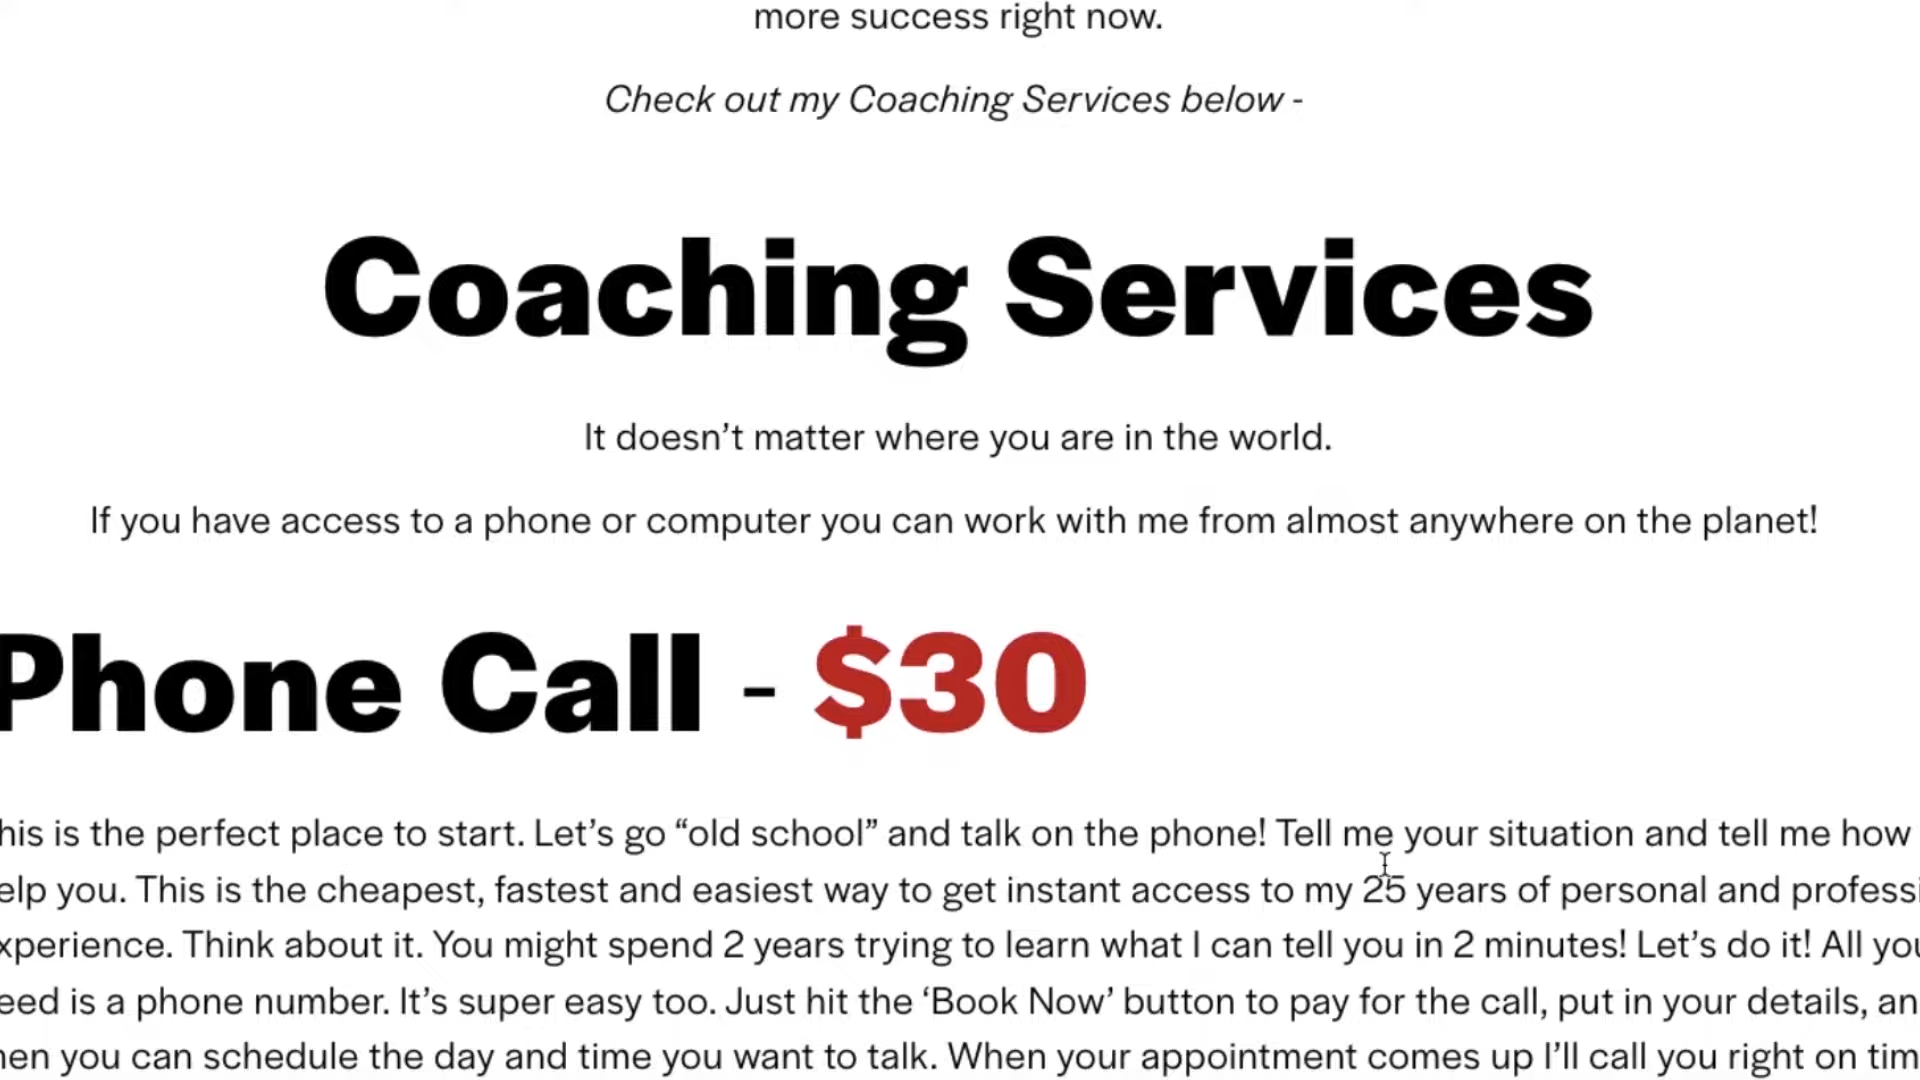 more success right now.
Check out my Coaching Services below -
Coaching Services
It doesn’t matter where you are in the world.
If you have access to a phone or computer you can work with me from almost anywhere on the planet!
Phone Call - $30
his is the perfect place to start. Let’s go “old school” and talk on the phone! Tell me your situation and tell me how
elp you. This is the cheapest, fastest and easiest way to get instant access to my 25 years of personal and professi
xperience. Think about it. You might spend 2 years trying to learn what I can tell you in 2 minutes! Let’s do it! All you
eed is a phone number. It’s super easy too. Just hit the ‘Book Now’ button to pay for the call, put in your details, an
hen you can schedule the day and time you want to talk. When your appointment comes up I’ll call you right on tim